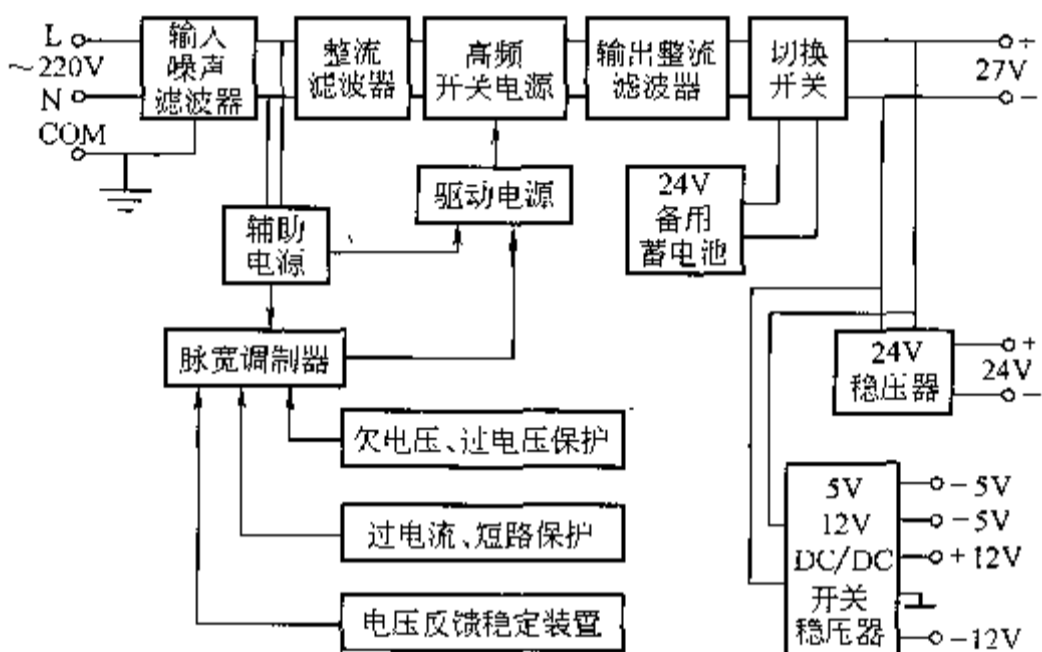 L
～220V
N
COM
输入
噪声
滤波器
整流
滤波器
高频
开关电源
输出整流
滤波器
切换
开关
+
27V
−
驱动电源
24V
备用
蓄电池
辅助
电源
脉宽调制器
24V
稳压器
+
24V
−
欠电压、过电压保护
过电流、短路保护
电压反馈稳定装置
5V
12V
DC/DC
开关
稳压器
−5V
−5V
+12V
−12V